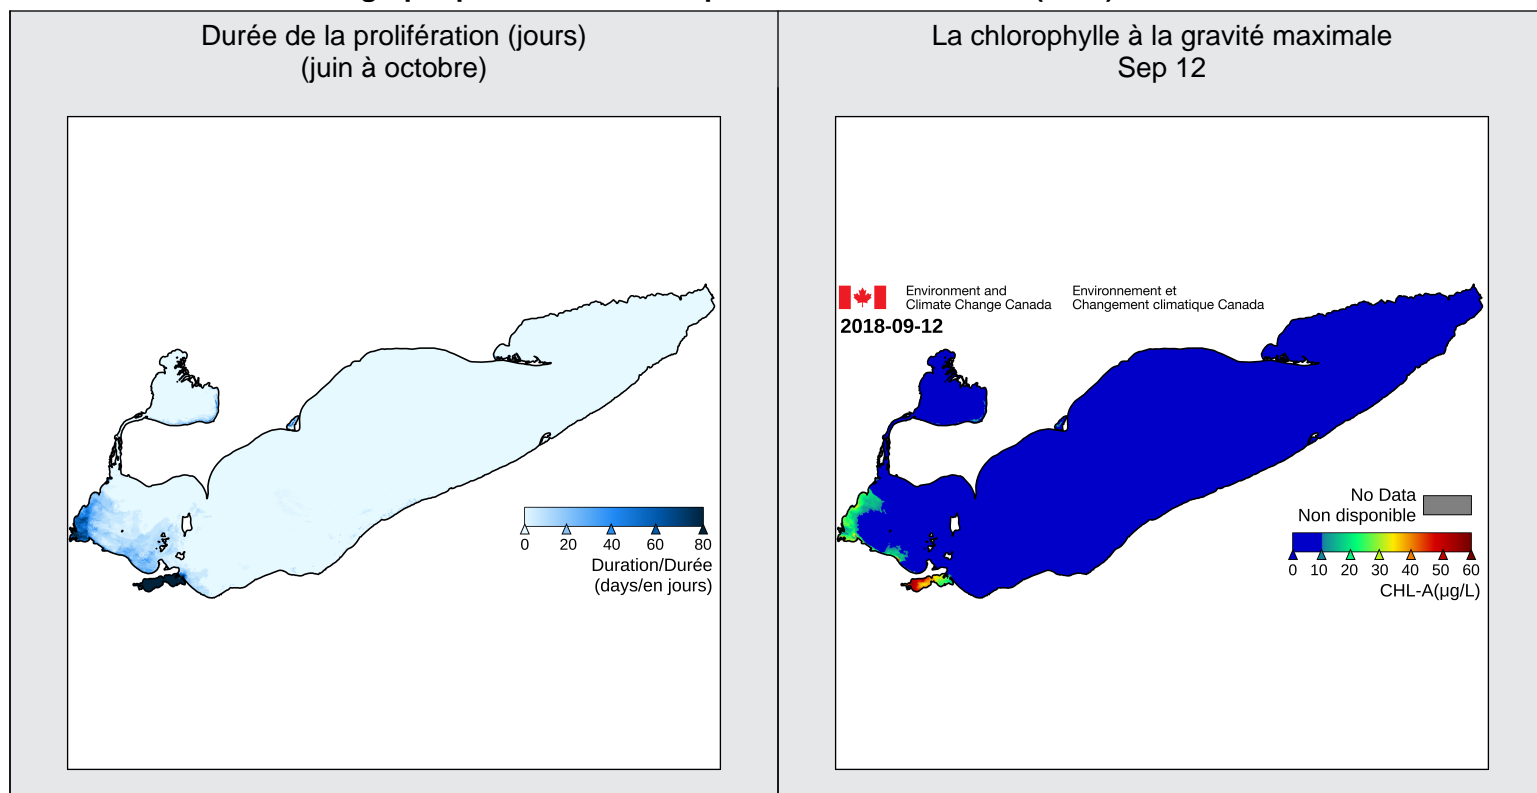 Durée de la prolifération (jours)
(juin à octobre)
0 20 40 60 80
Duration/Durée
(days/en jours)
La chlorophylle à la gravité maximale
Sep 12
Environment and
Climate Change Canada
Environnement et
Changement climatique Canada
2018-09-12
No Data
Non disponible
0 10 20 30 40 50 60
CHL-A(µg/L)